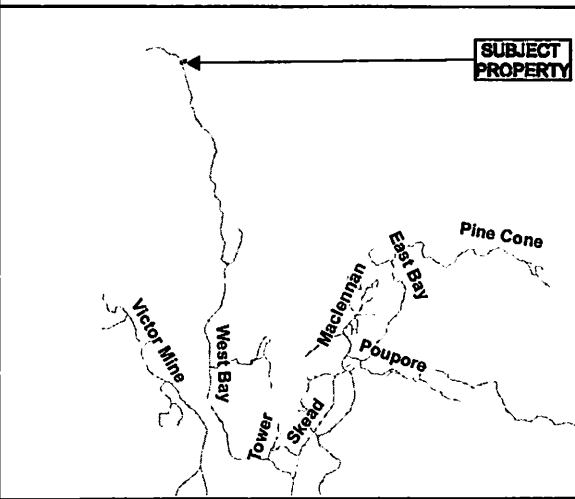 SUBJECT
PROPERTY
Pine Cone
East Bay
Maclennan
Victor Mine
West Bay
Poupore
Skead
Tower